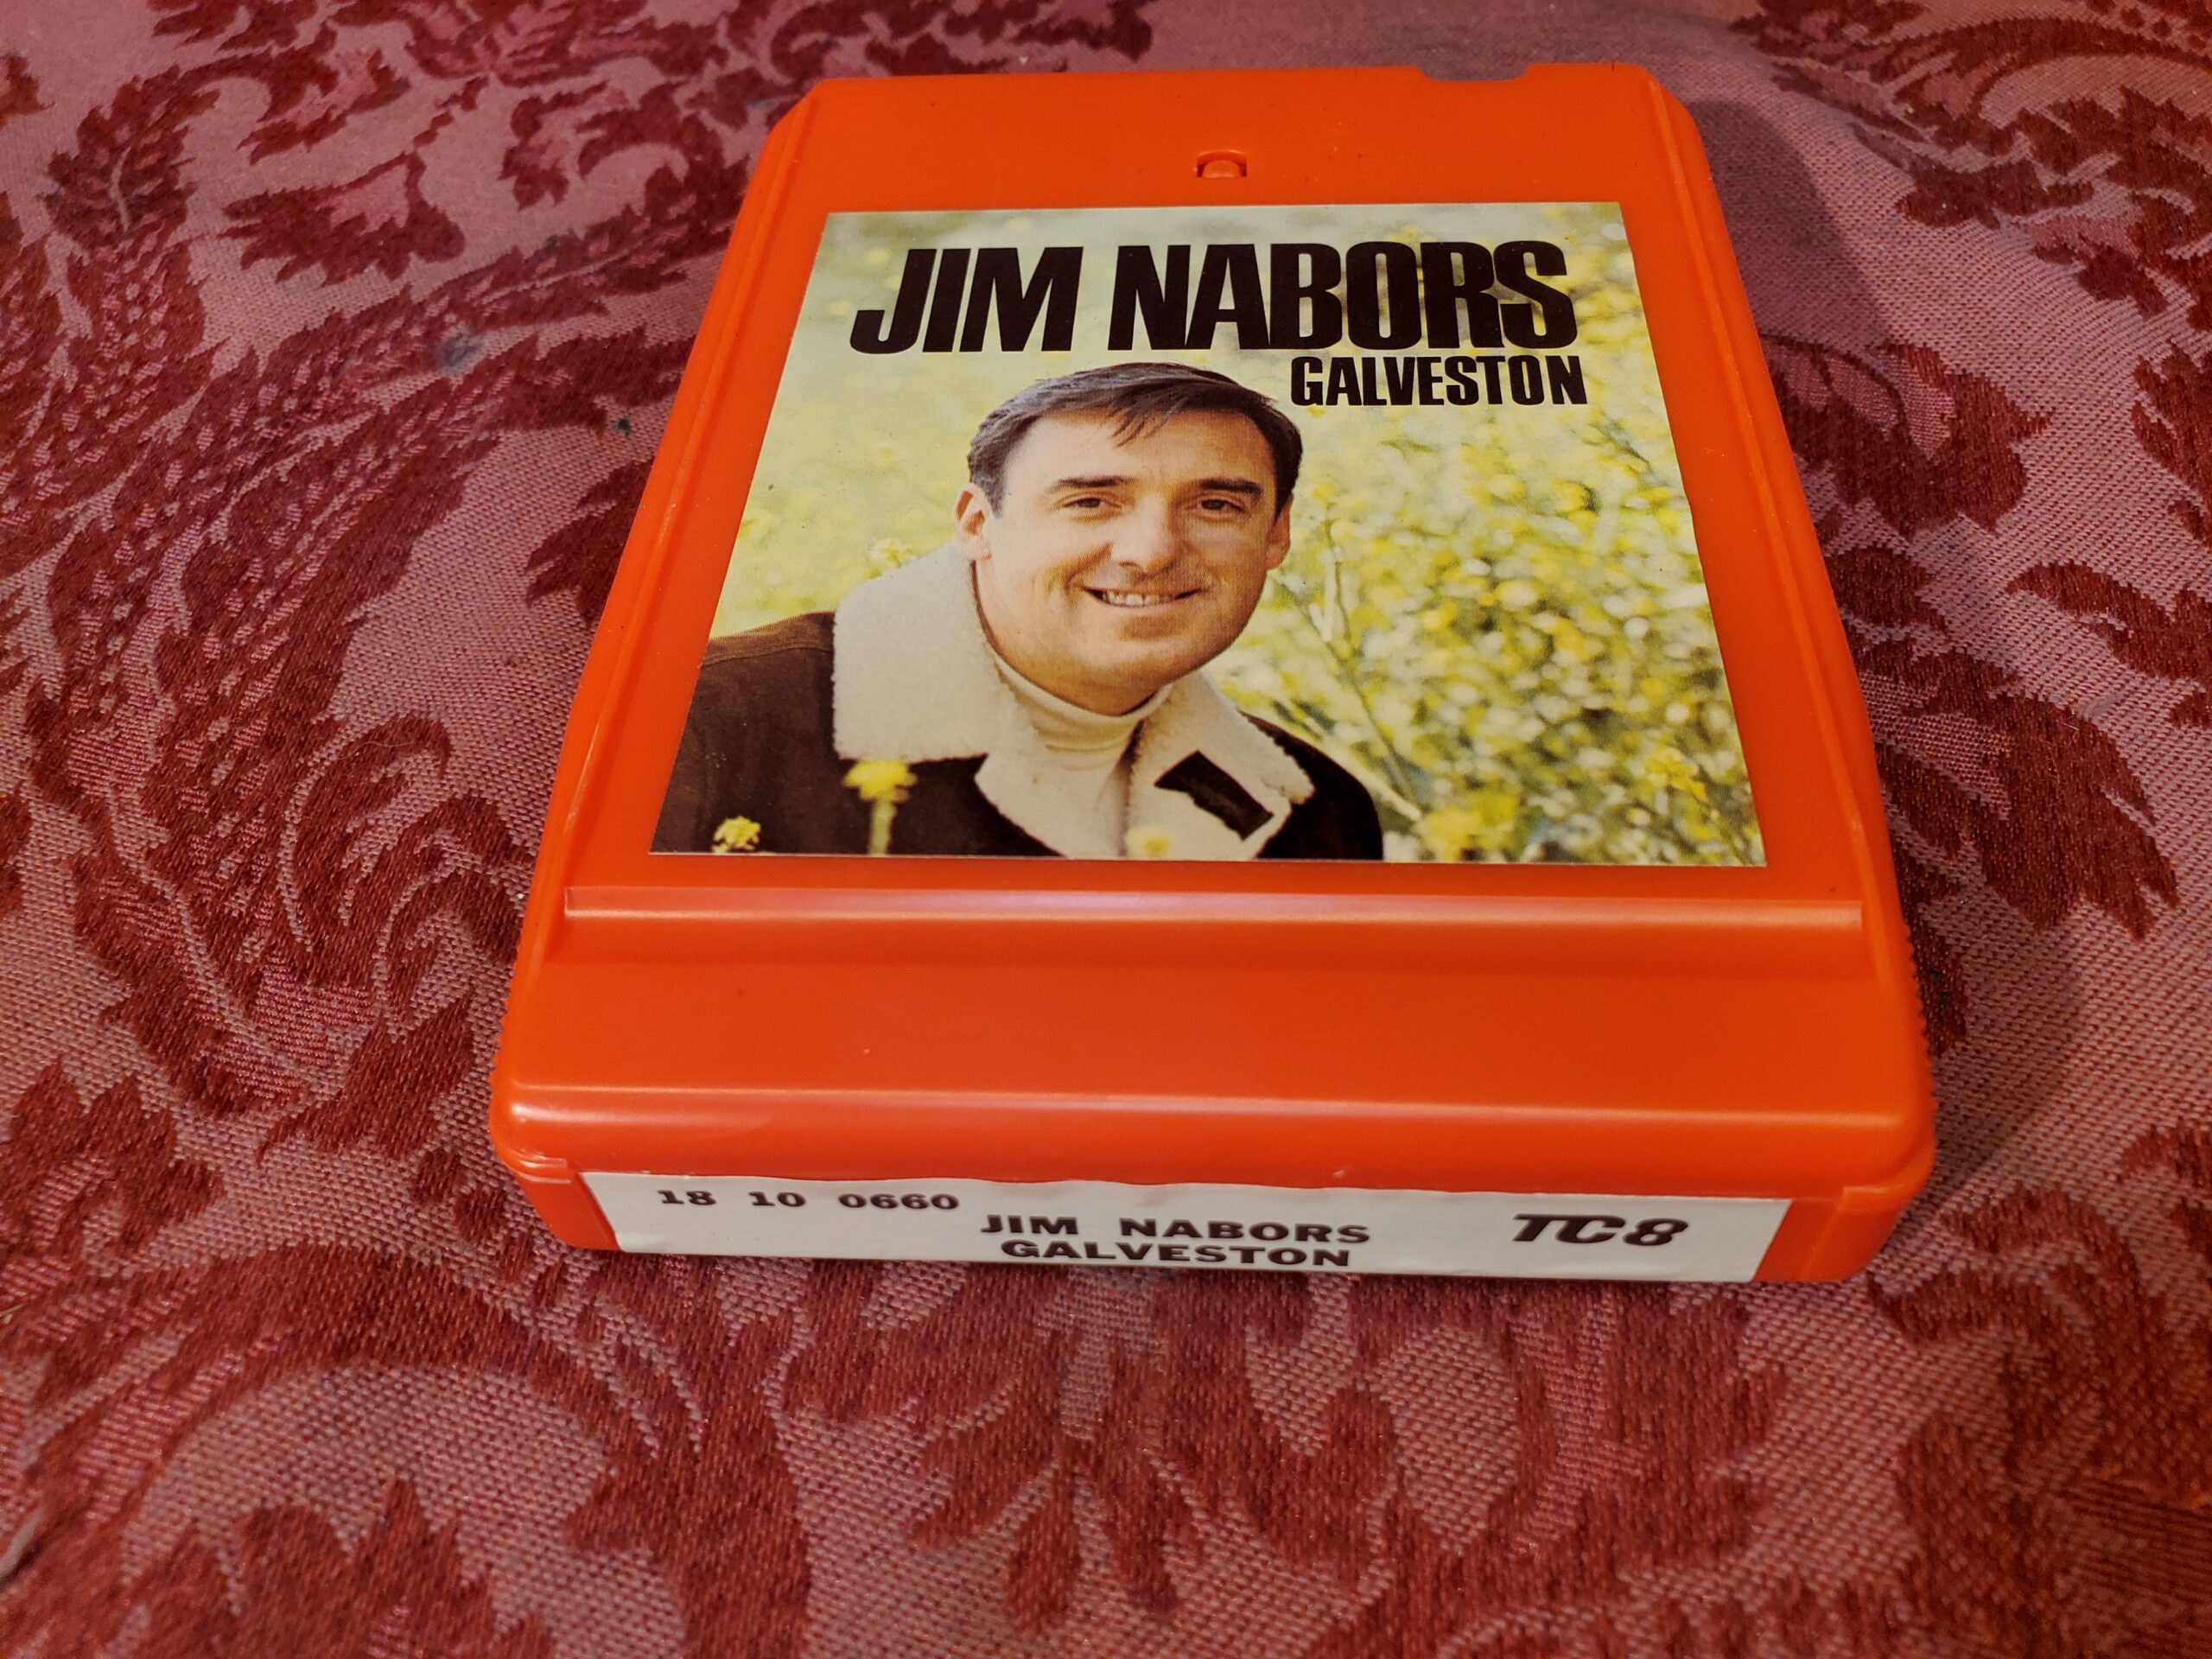 JIM NABORS
GALVESTON
18 10 0660
JIM NABORS
GALVESTON
TC8